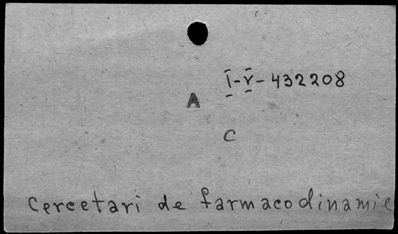 I-V-432208
A
C
Cercetari de farmacodinamie